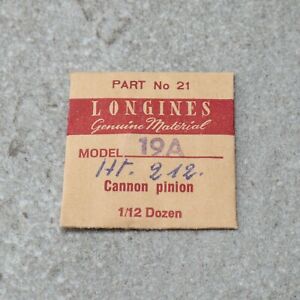 PART No 21
LONGINES
Genuine Material
MODEL 19A
Ht. 212.
Cannon pinion
1/12 Dozen